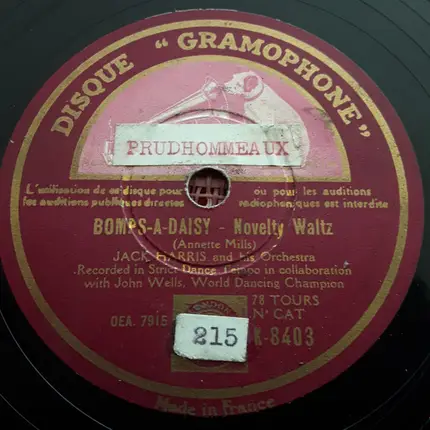 DISQUE "GRAMOPHONE"
PRUDHOMMEAUX
L'utilisation de ce disque pour ou pour les auditions
les auditions publiques directes radiophoniques est interdite
BOMPS-A-DAISY - Novelty Waltz
(Annette Mills)
JACK HARRIS and his Orchestra
Recorded in Strict Dance Tempo in collaboration
with John Wells, World Dancing Champion
78 TOURS
OEA. 7915 N° CAT
215 K-8403
Made in France